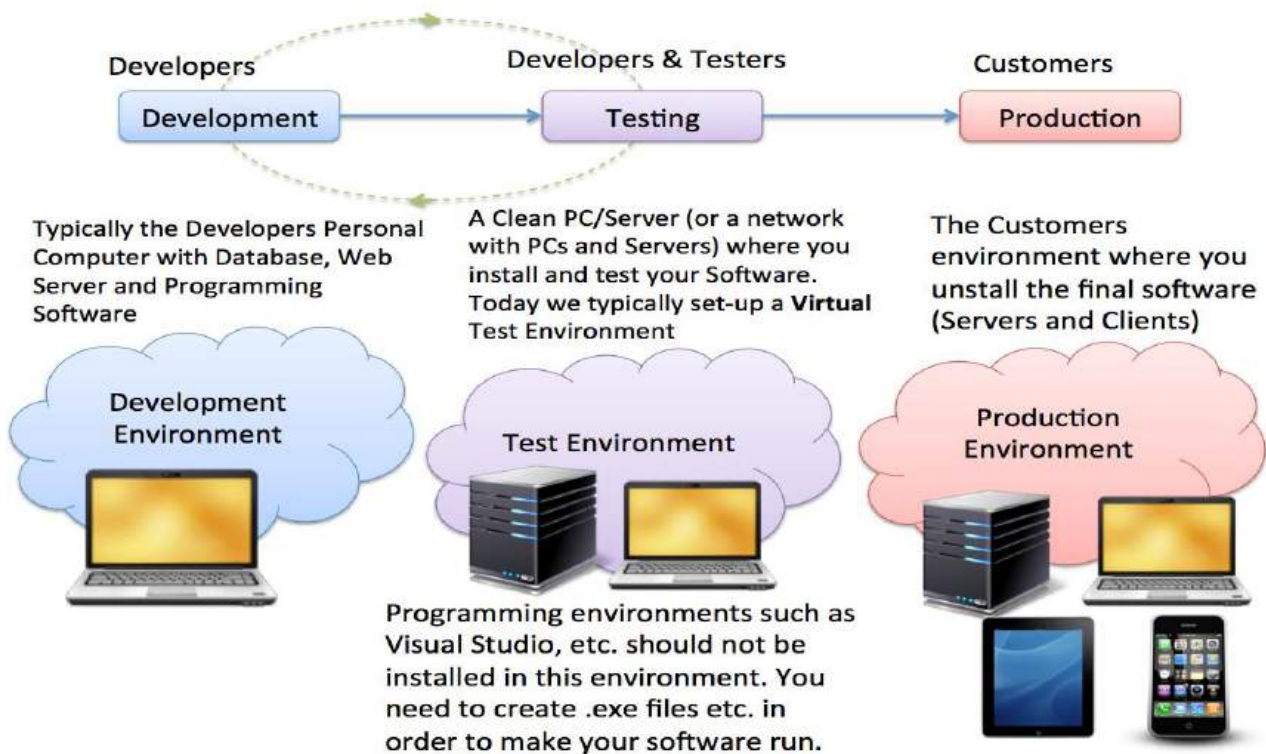 Developers
Developers & Testers
Customers
Development
Testing
Production
Typically the Developers Personal
Computer with Database, Web
Server and Programming
Software
A Clean PC/Server (or a network
with PCs and Servers) where you
install and test your Software.
Today we typically set-up a Virtual
Test Environment
The Customers
environment where you
unstall the final software
(Servers and Clients)
Development
Environment
Test Environment
Production
Environment
Programming environments such as
Visual Studio, etc. should not be
installed in this environment. You
need to create .exe files etc. in
order to make your software run.